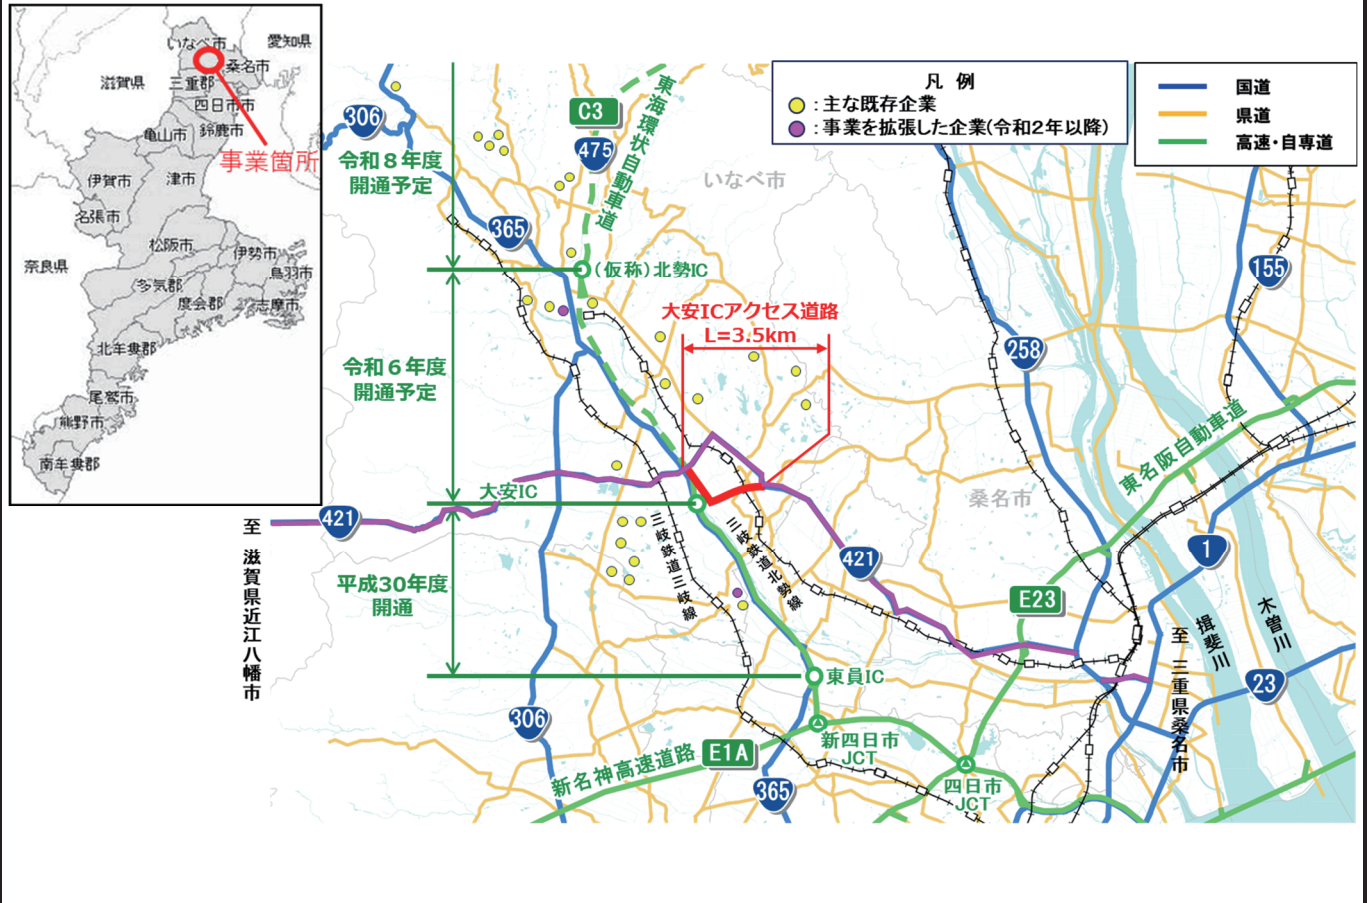 いなべ市
愛知県
滋賀県
桑名市
三重郡
四日市市
亀山市
鈴鹿市
事業箇所
伊賀市
津市
名張市
松阪市
伊勢市
奈良県
鳥羽市
多気郡
度会郡
志摩市
北牟婁郡
尾鷲市
熊野市
南牟婁郡
凡 例
：主な既存企業
：事業を拡張した企業(令和2年以降)
国道
県道
高速・自専道
306
C3
475
東海環状自動車道
令和８年度
開通予定
いなべ市
365
(仮称)北勢IC
155
大安ICアクセス道路
L=3.5km
258
令和６年度
開通予定
東名阪自動車道
大安IC
桑名市
421
至 滋賀県近江八幡市
三岐鉄道三岐線
三岐鉄道北勢線
421
1
平成30年度
開通
E23
揖斐川
木曽川
至 三重県桑名市
東員IC
23
306
新名神高速道路
E1A
新四日市
JCT
365
四日市
JCT